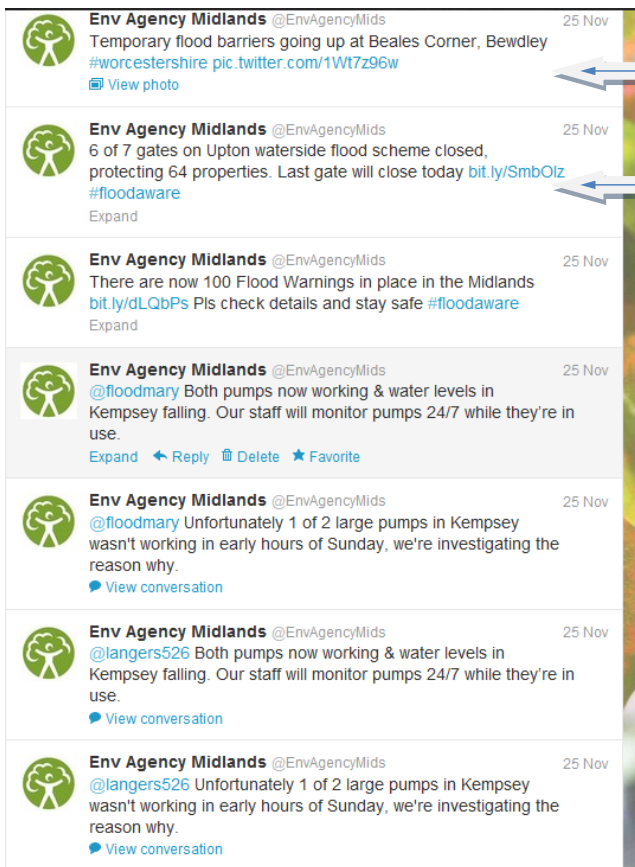 Env Agency Midlands @EnvAgencyMids 25 Nov
Temporary flood barriers going up at Beales Corner, Bewdley
#worcestershire pic.twitter.com/1Wt7z96w
View photo
Env Agency Midlands @EnvAgencyMids 25 Nov
6 of 7 gates on Upton waterside flood scheme closed,
protecting 64 properties. Last gate will close today bit.ly/SmbOlz
#floodaware
Expand
Env Agency Midlands @EnvAgencyMids 25 Nov
There are now 100 Flood Warnings in place in the Midlands
bit.ly/dLQbPs Pls check details and stay safe #floodaware
Expand
Env Agency Midlands @EnvAgencyMids 25 Nov
@floodmary Both pumps now working & water levels in
Kempsey falling. Our staff will monitor pumps 24/7 while they're in
use.
Expand Reply Delete Favorite
Env Agency Midlands @EnvAgencyMids 25 Nov
@floodmary Unfortunately 1 of 2 large pumps in Kempsey
wasn't working in early hours of Sunday, we're investigating the
reason why.
View conversation
Env Agency Midlands @EnvAgencyMids 25 Nov
@langers526 Both pumps now working & water levels in
Kempsey falling. Our staff will monitor pumps 24/7 while they're in
use.
View conversation
Env Agency Midlands @EnvAgencyMids 25 Nov
@langers526 Unfortunately 1 of 2 large pumps in Kempsey
wasn't working in early hours of Sunday, we're investigating the
reason why.
View conversation